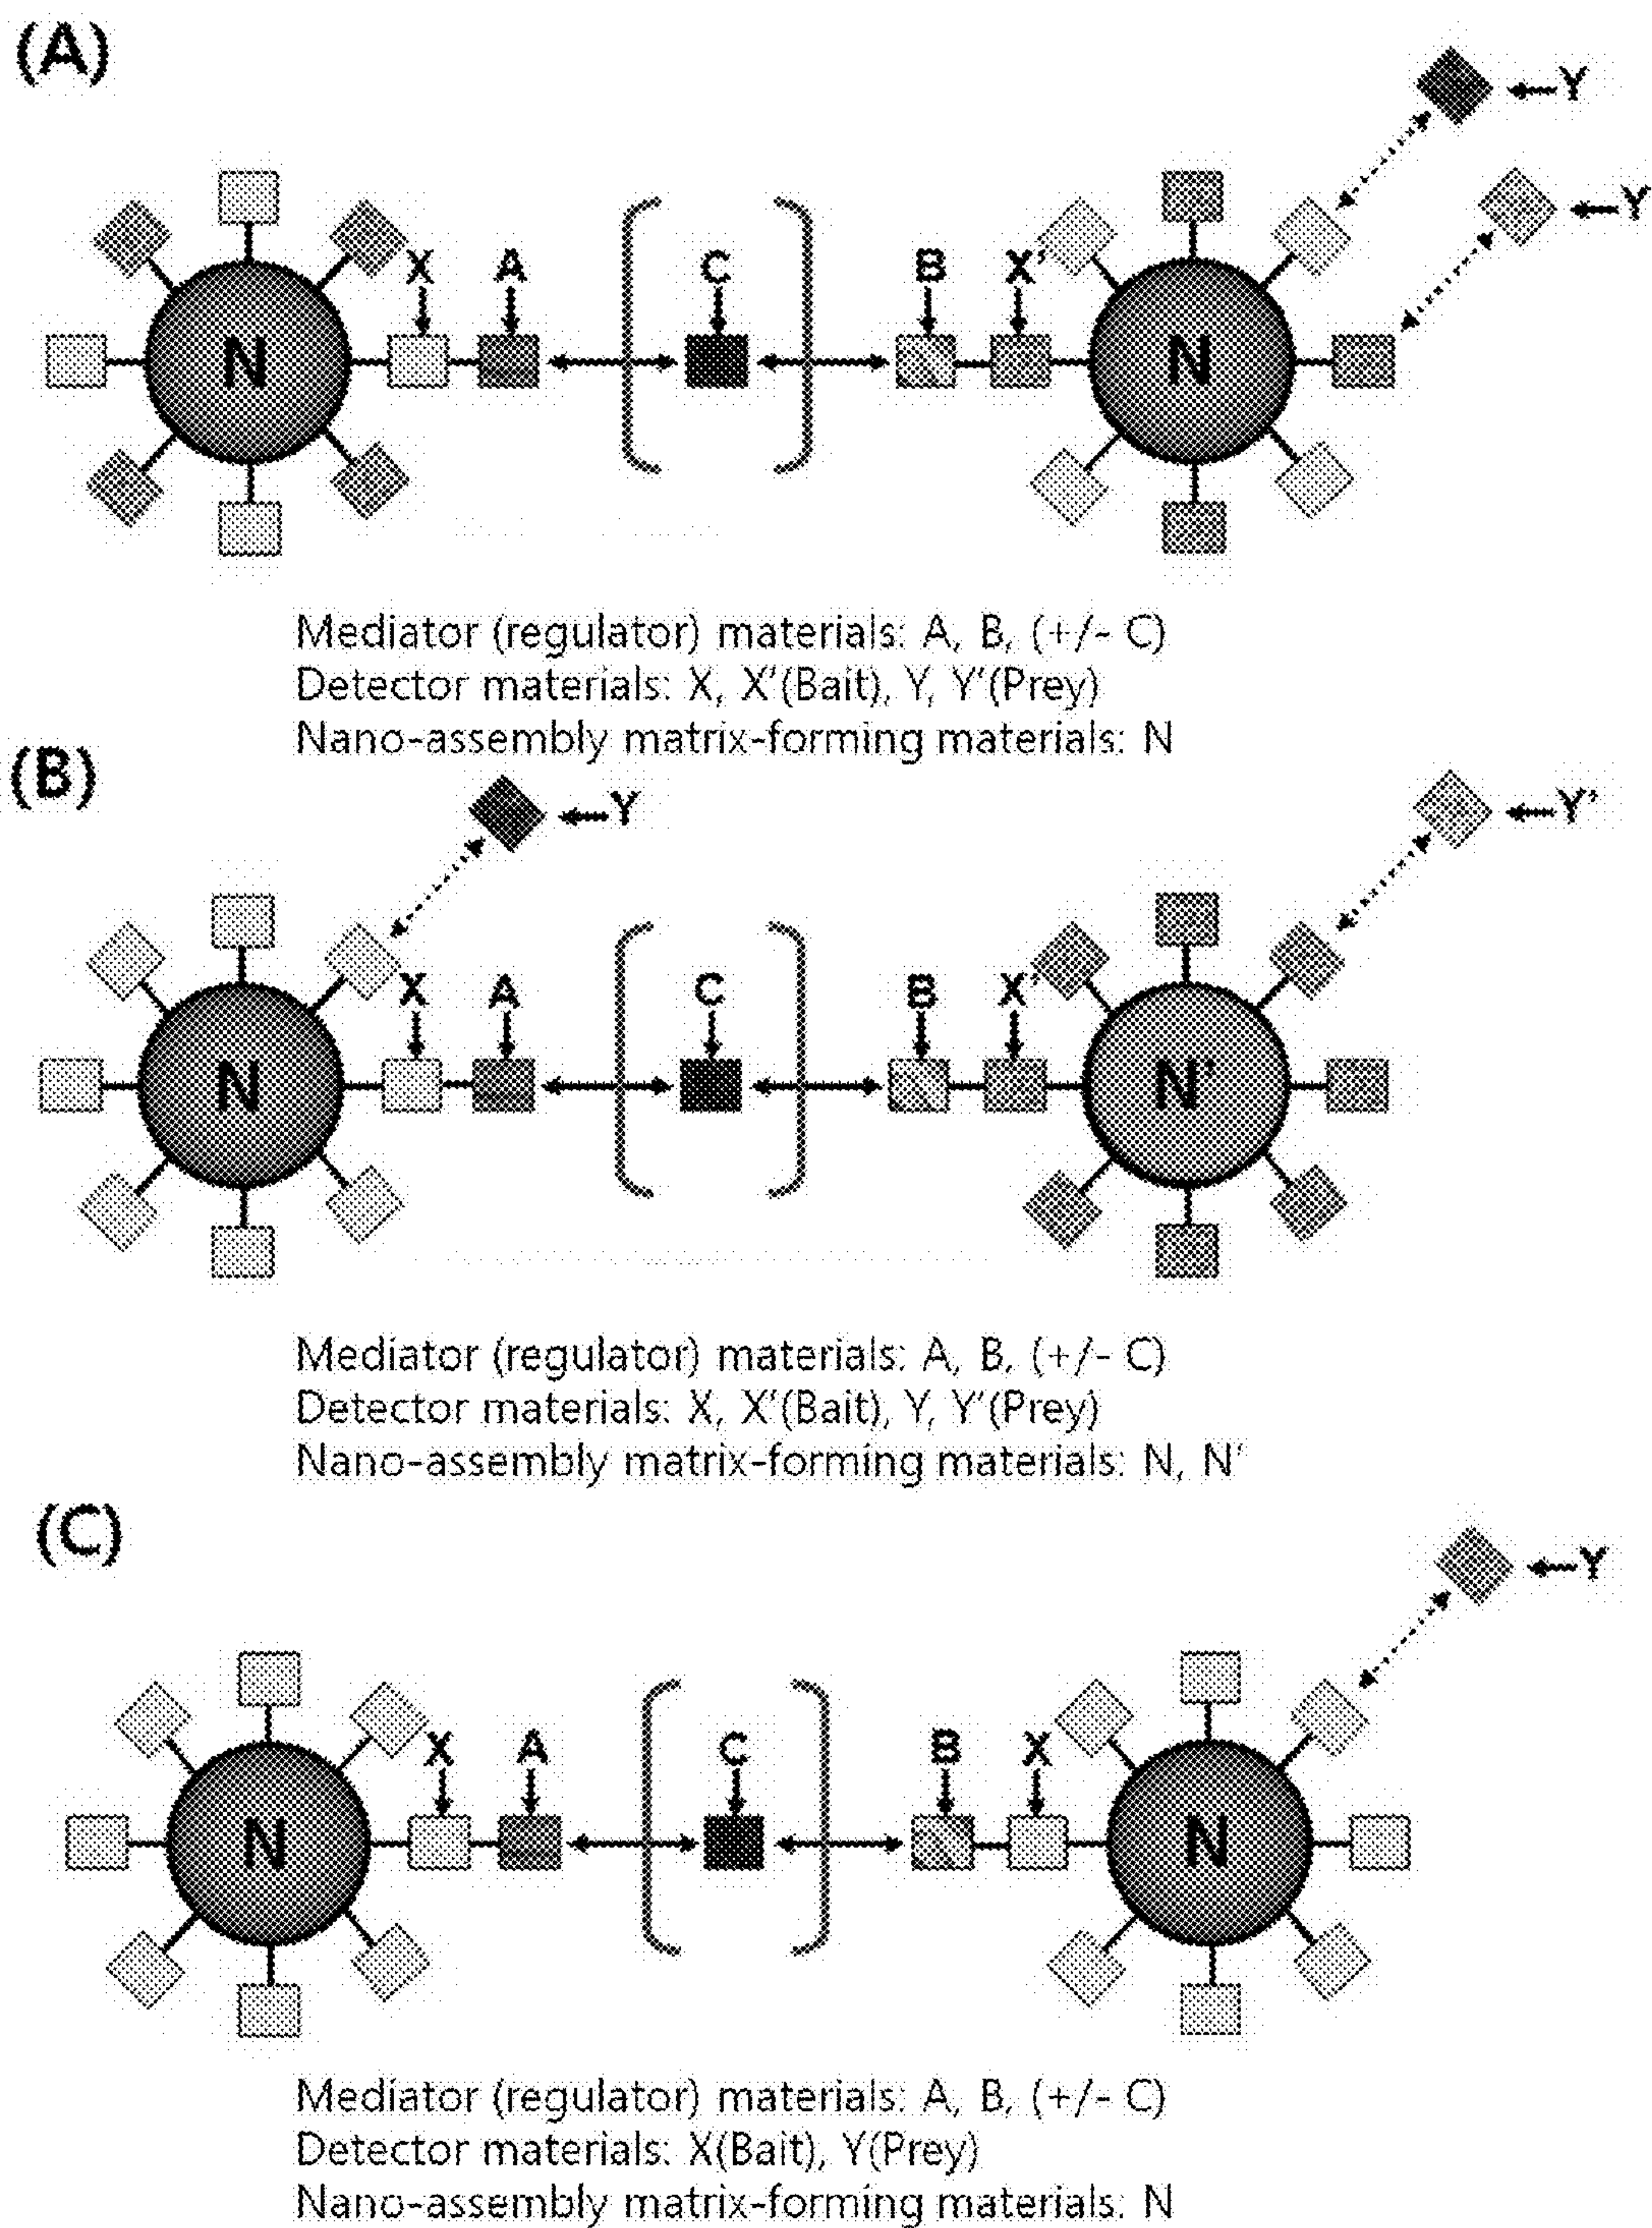 (A)
Y
Y
X A C B X'
N N
Mediator (regulator) materials: A, B, (+/- C)
Detector materials: X, X'(Bait), Y, Y'(Prey)
Nano-assembly matrix-forming materials: N
(B)
Y Y'
X A C B X'
N N'
Mediator (regulator) materials: A, B, (+/- C)
Detector materials: X, X'(Bait), Y, Y'(Prey)
Nano-assembly matrix-forming materials: N, N'
(C)
Y
X A C B X
N N
Mediator (regulator) materials: A, B, (+/- C)
Detector materials: X(Bait), Y(Prey)
Nano-assembly matrix-forming materials: N